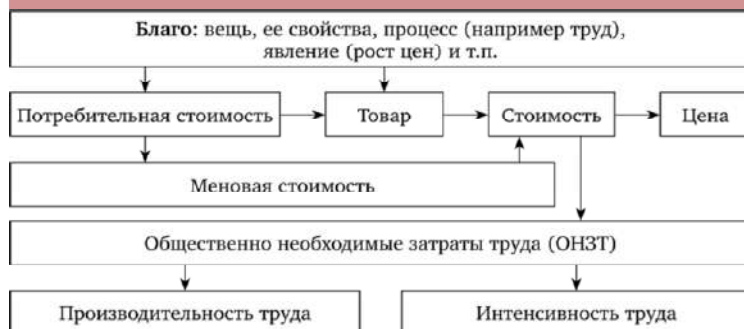 Благо: вещь, ее свойства, процесс (например труд),
явление (рост цен) и т.п.
Потребительная стоимость
Товар
Стоимость
Цена
Меновая стоимость
Общественно необходимые затраты труда (ОНЗТ)
Производительность труда
Интенсивность труда